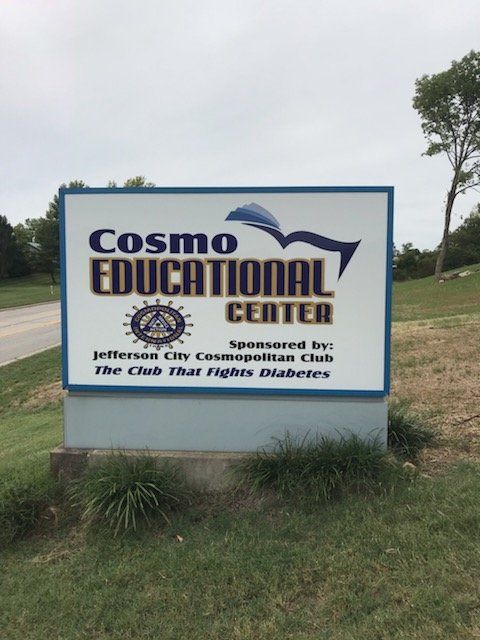 Cosmo
EDUCATIONAL
CENTER
Sponsored by:
Jefferson City Cosmopolitan Club
The Club That Fights Diabetes